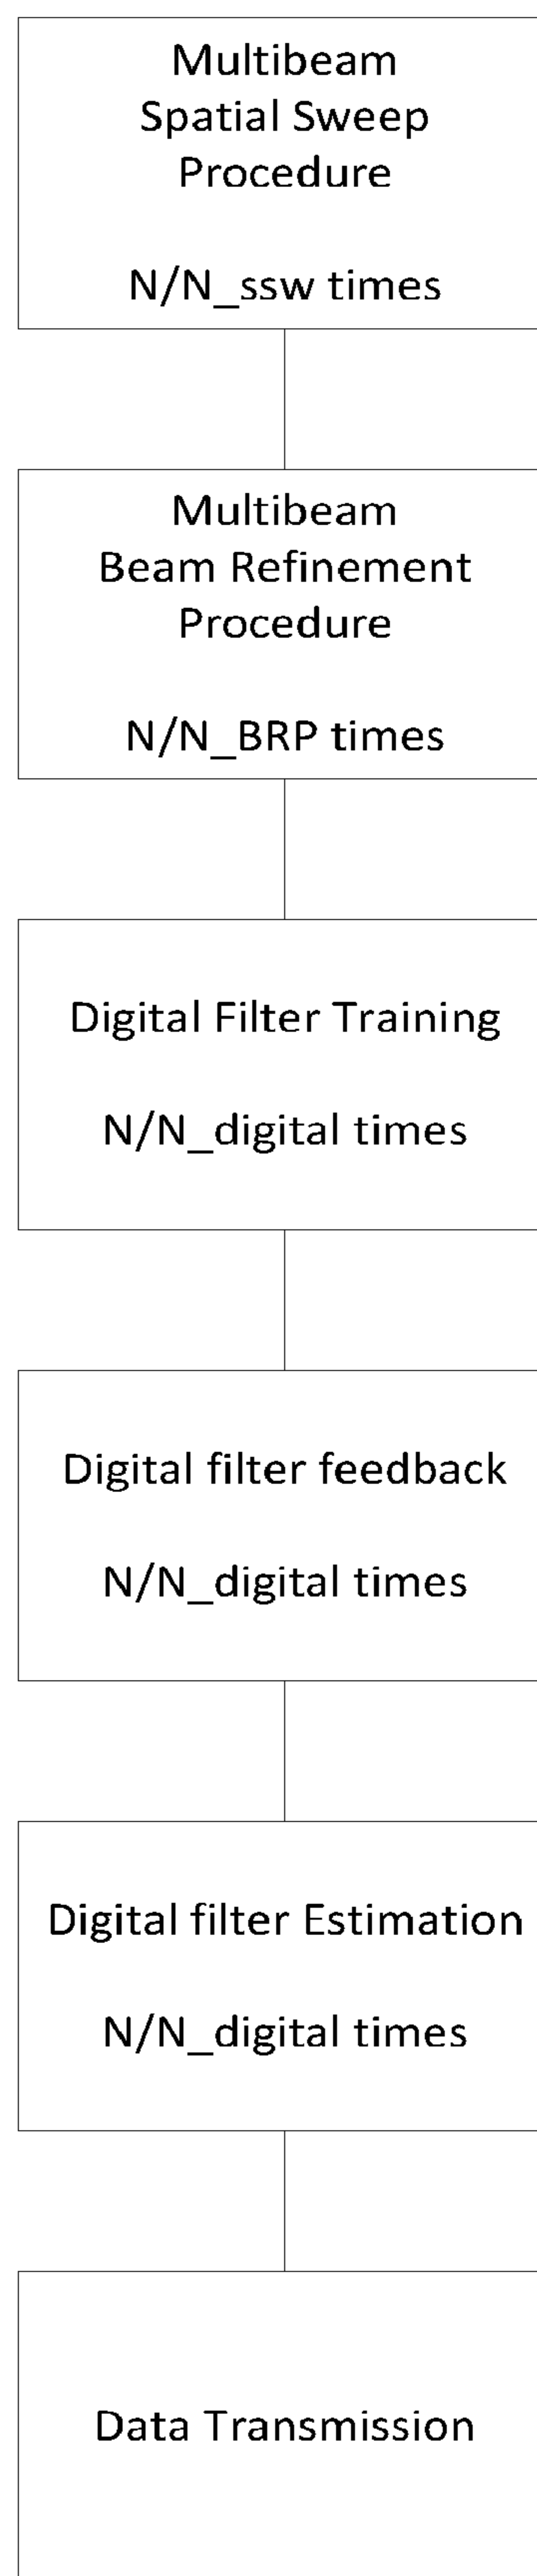 Multibeam
Spatial Sweep
Procedure
N/N_ssw times
Multibeam
Beam Refinement
Procedure
N/N_BRP times
Digital Filter Training
N/N_digital times
Digital filter feedback
N/N_digital times
Digital filter Estimation
N/N_digital times
Data Transmission